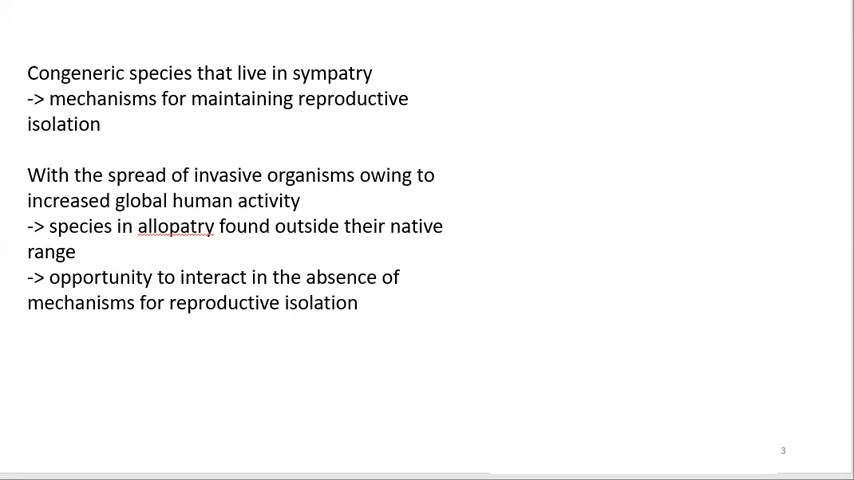 Congeneric species that live in sympatry
-> mechanisms for maintaining reproductive
isolation
With the spread of invasive organisms owing to
increased global human activity
-> species in allopatry found outside their native
range
-> opportunity to interact in the absence of
mechanisms for reproductive isolation
3